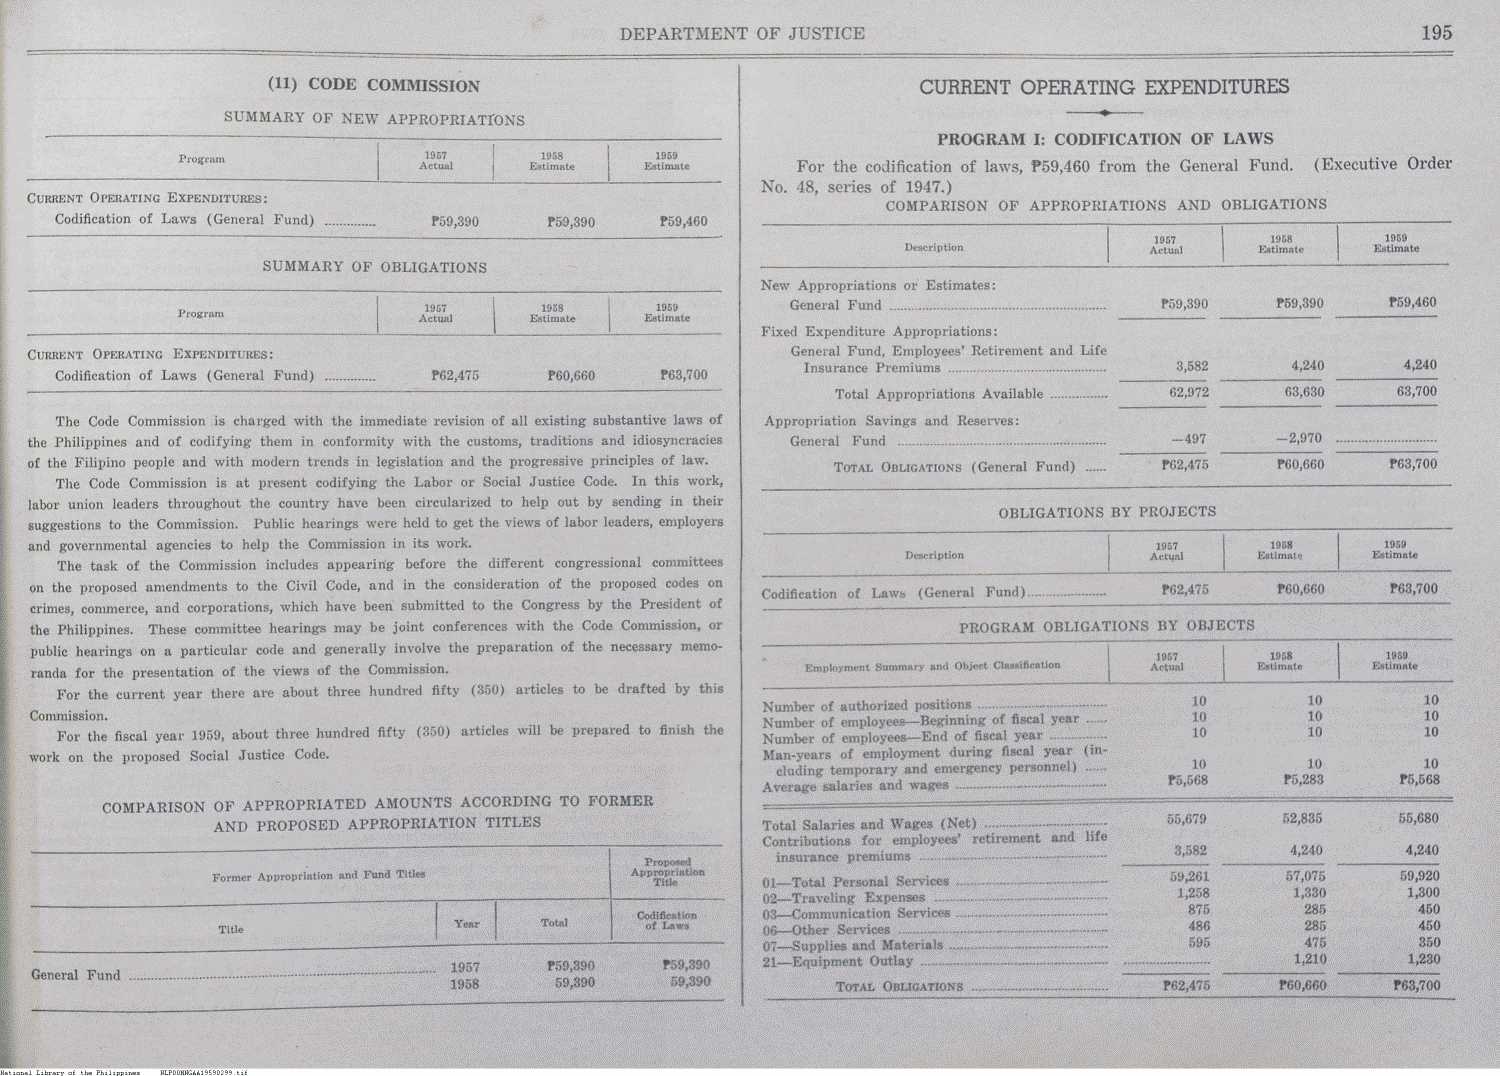 DEPARTMENT OF JUSTICE 195
(11) CODE COMMISSION
SUMMARY OF NEW APPROPRIATIONS
Program 1957 Actual 1958 Estimate 1959 Estimate
CURRENT OPERATING EXPENDITURES:
Codification of Laws (General Fund) .............. ₱59,390 ₱59,390 ₱59,460
SUMMARY OF OBLIGATIONS
Program 1957 Actual 1958 Estimate 1959 Estimate
CURRENT OPERATING EXPENDITURES:
Codification of Laws (General Fund) .............. ₱62,475 ₱60,660 ₱63,700
The Code Commission is charged with the immediate revision of all existing substantive laws of
the Philippines and of codifying them in conformity with the customs, traditions and idiosyncracies
of the Filipino people and with modern trends in legislation and the progressive principles of law.
The Code Commission is at present codifying the Labor or Social Justice Code. In this work,
labor union leaders throughout the country have been circularized to help out by sending in their
suggestions to the Commission. Public hearings were held to get the views of labor leaders, employers
and governmental agencies to help the Commission in its work.
The task of the Commission includes appearing before the different congressional committees
on the proposed amendments to the Civil Code, and in the consideration of the proposed codes on
crimes, commerce, and corporations, which have been submitted to the Congress by the President of
the Philippines. These committee hearings may be joint conferences with the Code Commission, or
public hearings on a particular code and generally involve the preparation of the necessary memo-
randa for the presentation of the views of the Commission.
For the current year there are about three hundred fifty (350) articles to be drafted by this
Commission.
For the fiscal year 1959, about three hundred fifty (350) articles will be prepared to finish the
work on the proposed Social Justice Code.
COMPARISON OF APPROPRIATED AMOUNTS ACCORDING TO FORMER
AND PROPOSED APPROPRIATION TITLES
Former Appropriation and Fund Titles Proposed Appropriation Title
Title Year Total Codification of Laws
General Fund .............. 1957 ₱59,390 ₱59,390
1958 59,390 59,390
CURRENT OPERATING EXPENDITURES
PROGRAM I: CODIFICATION OF LAWS
For the codification of laws, ₱59,460 from the General Fund. (Executive Order
No. 48, series of 1947.)
COMPARISON OF APPROPRIATIONS AND OBLIGATIONS
Description 1957 Actual 1958 Estimate 1959 Estimate
New Appropriations or Estimates:
General Fund .............. ₱59,390 ₱59,390 ₱59,460
Fixed Expenditure Appropriations:
General Fund, Employees' Retirement and Life
Insurance Premiums .............. 3,582 4,240 4,240
Total Appropriations Available .............. 62,972 63,630 63,700
Appropriation Savings and Reserves:
General Fund .............. —497 —2,970 ..............
TOTAL OBLIGATIONS (General Fund) ...... ₱62,475 ₱60,660 ₱63,700
OBLIGATIONS BY PROJECTS
Description 1957 Actual 1958 Estimate 1959 Estimate
Codification of Laws (General Fund).............. ₱62,475 ₱60,660 ₱63,700
PROGRAM OBLIGATIONS BY OBJECTS
Employment Summary and Object Classification 1957 Actual 1958 Estimate 1959 Estimate
Number of authorized positions .............. 10 10 10
Number of employees—Beginning of fiscal year ...... 10 10 10
Number of employees—End of fiscal year .............. 10 10 10
Man-years of employment during fiscal year (in-
cluding temporary and emergency personnel) ...... 10 10 10
Average salaries and wages .............. ₱5,568 ₱5,283 ₱5,568
Total Salaries and Wages (Net) .............. 55,679 52,835 55,680
Contributions for employees' retirement and life
insurance premiums .............. 3,582 4,240 4,240
01—Total Personal Services .............. 59,261 57,075 59,920
02—Traveling Expenses .............. 1,258 1,330 1,300
03—Communication Services .............. 875 285 450
06—Other Services .............. 486 285 450
07—Supplies and Materials .............. 595 475 350
21—Equipment Outlay .............. .............. 1,210 1,230
TOTAL OBLIGATIONS .............. ₱62,475 ₱60,660 ₱63,700
National Library of the Philippines NLPOONNGAA19590299.tif